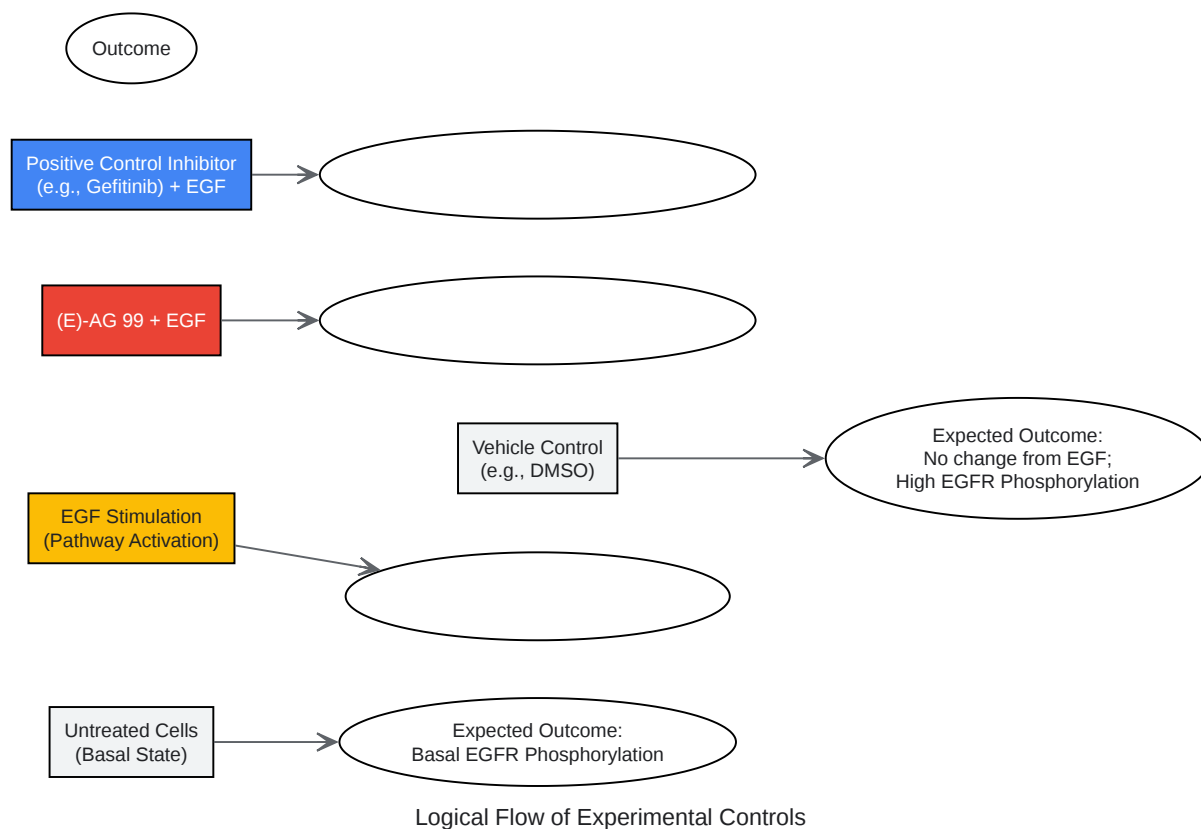 Outcome
Positive Control Inhibitor
(e.g., Gefitinib) + EGF
(E)-AG 99 + EGF
Vehicle Control
(e.g., DMSO)
Expected Outcome:
No change from EGF;
High EGFR Phosphorylation
EGF Stimulation
(Pathway Activation)
Untreated Cells
(Basal State)
Expected Outcome:
Basal EGFR Phosphorylation
Logical Flow of Experimental Controls